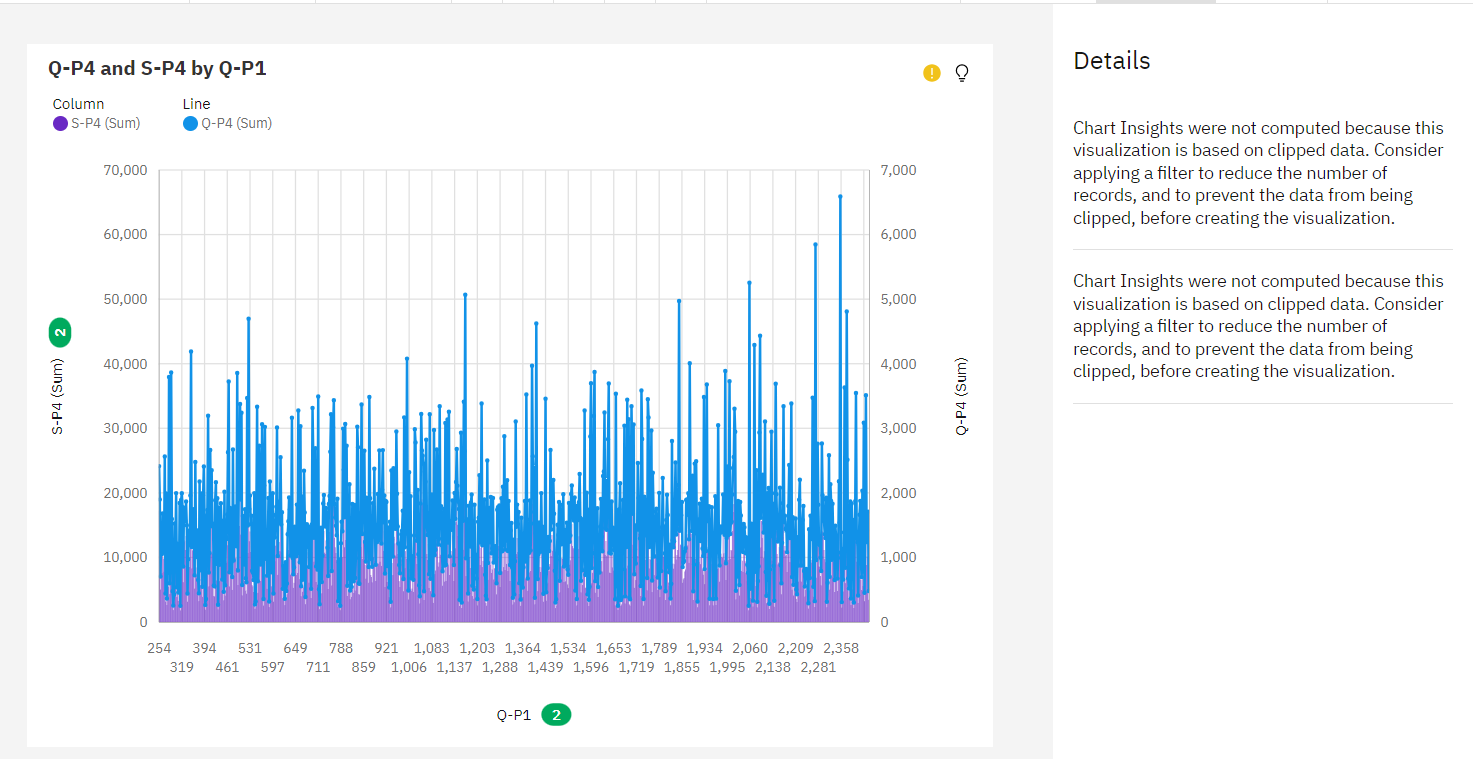 Q-P4 and S-P4 by Q-P1
!
Column
Line
S-P4 (Sum)
Q-P4 (Sum)
70,000
60,000
50,000
40,000
30,000
20,000
10,000
0
S-P4 (Sum)
2
7,000
6,000
5,000
4,000
3,000
2,000
1,000
0
Q-P4 (Sum)
254 394 531 649 788 921 1,083 1,203 1,364 1,534 1,653 1,789 1,934 2,060 2,209 2,358
319 461 597 711 859 1,006 1,137 1,288 1,439 1,596 1,719 1,855 1,995 2,138 2,281
Q-P1 2
Details
Chart Insights were not computed because this
visualization is based on clipped data. Consider
applying a filter to reduce the number of
records, and to prevent the data from being
clipped, before creating the visualization.
Chart Insights were not computed because this
visualization is based on clipped data. Consider
applying a filter to reduce the number of
records, and to prevent the data from being
clipped, before creating the visualization.